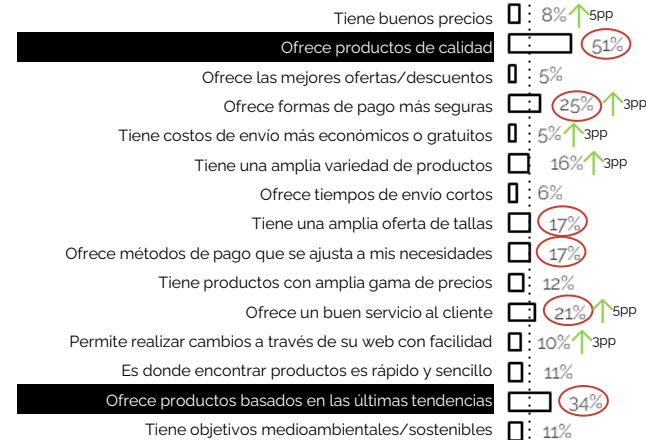 Tiene buenos precios 8% 5pp
Ofrece productos de calidad 51%
Ofrece las mejores ofertas/descuentos 5%
Ofrece formas de pago más seguras 25% 3pp
Tiene costos de envío más económicos o gratuitos 5% 3pp
Tiene una amplia variedad de productos 16% 3pp
Ofrece tiempos de envío cortos 6%
Tiene una amplia oferta de tallas 17%
Ofrece métodos de pago que se ajusta a mis necesidades 17%
Tiene productos con amplia gama de precios 12%
Ofrece un buen servicio al cliente 21% 5pp
Permite realizar cambios a través de su web con facilidad 10% 3pp
Es donde encontrar productos es rápido y sencillo 11%
Ofrece productos basados en las últimas tendencias 34%
Tiene objetivos medioambientales/sostenibles 11%